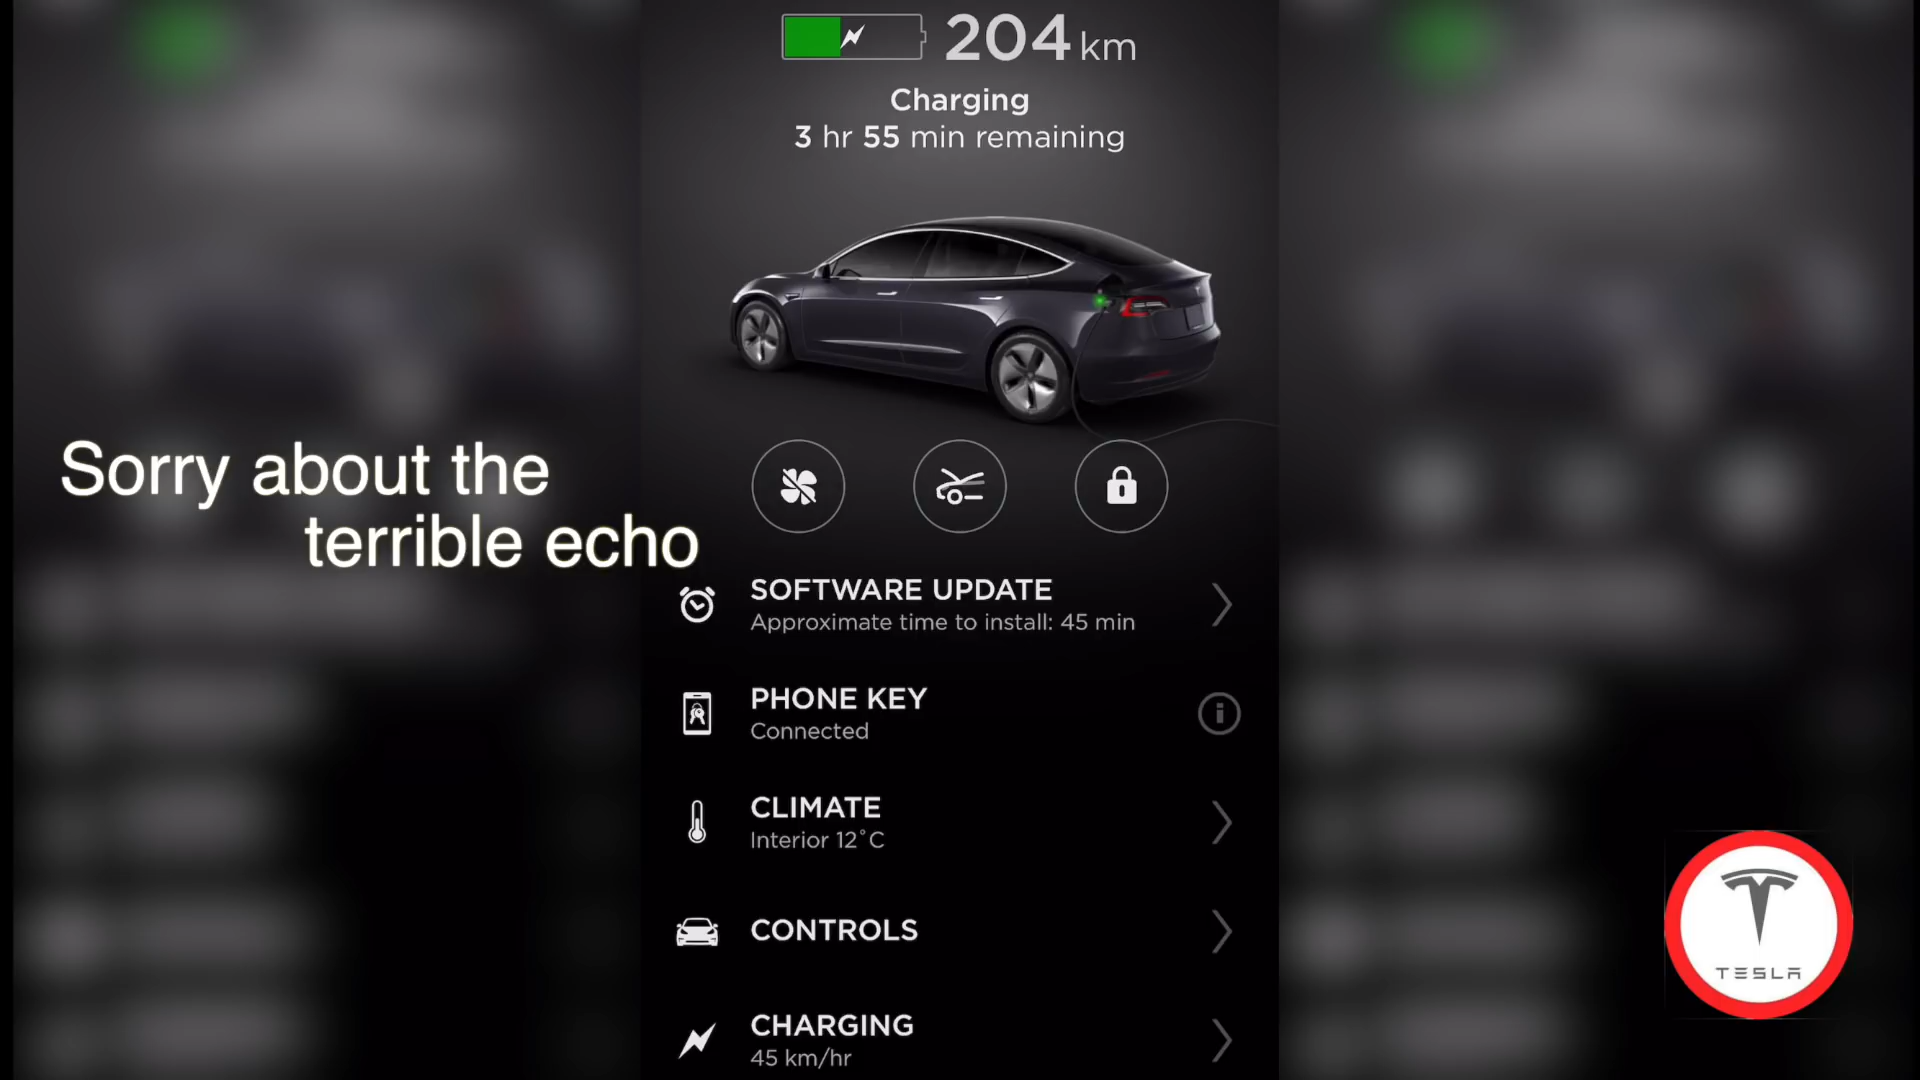 204 km
Charging
3 hr 55 min remaining
Sorry about the
terrible echo
SOFTWARE UPDATE
Approximate time to install: 45 min
PHONE KEY
Connected
CLIMATE
Interior 12°C
CONTROLS
CHARGING
45 km/hr
TESLA